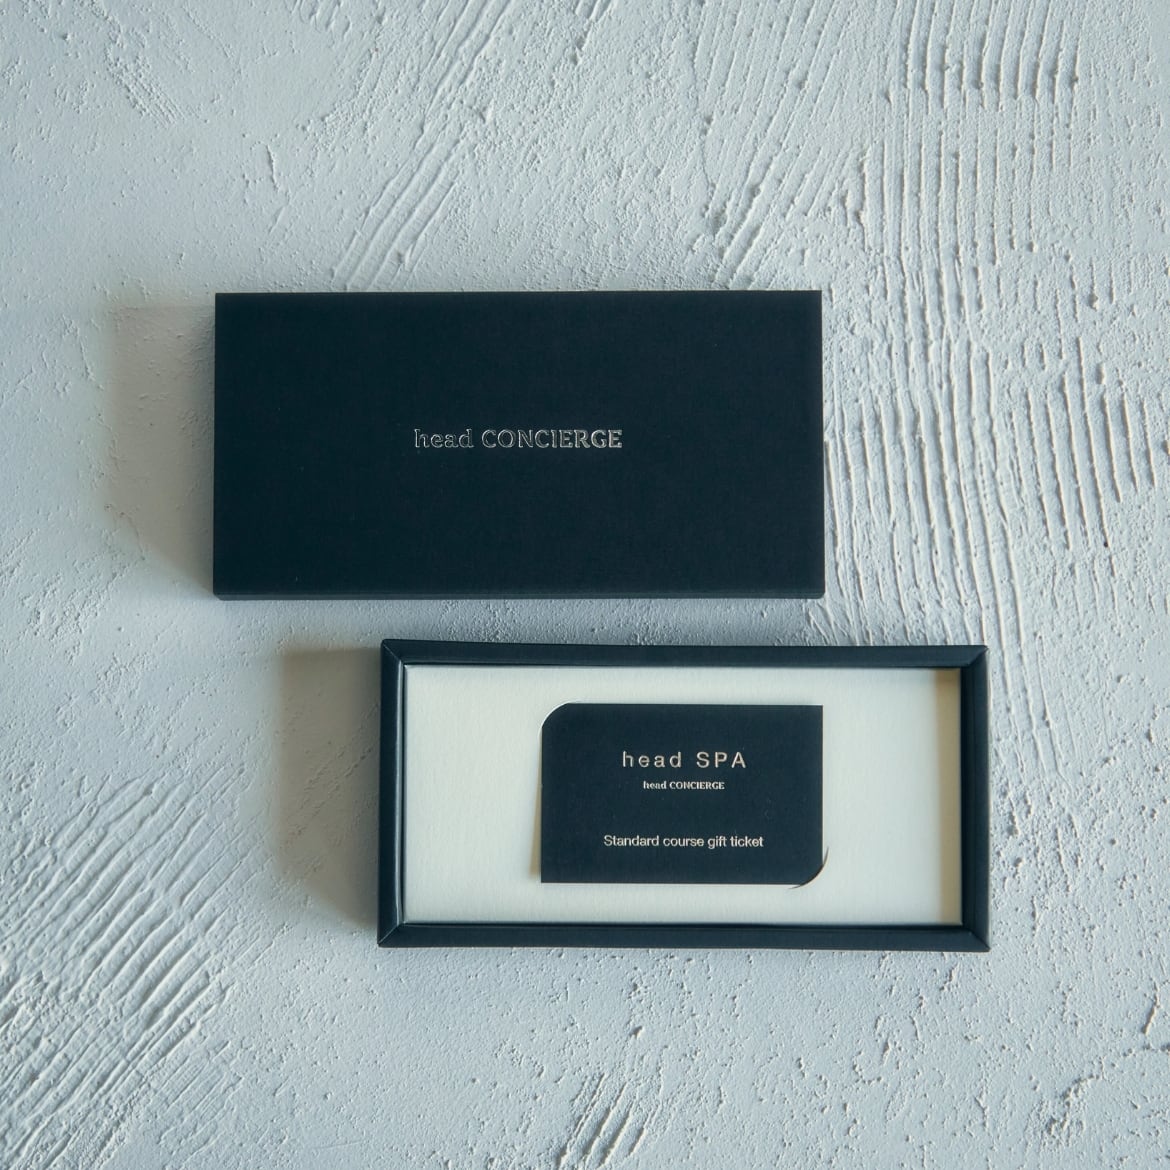 head CONCIERGE
head SPA
head CONCIERGE
Standard course gift ticket